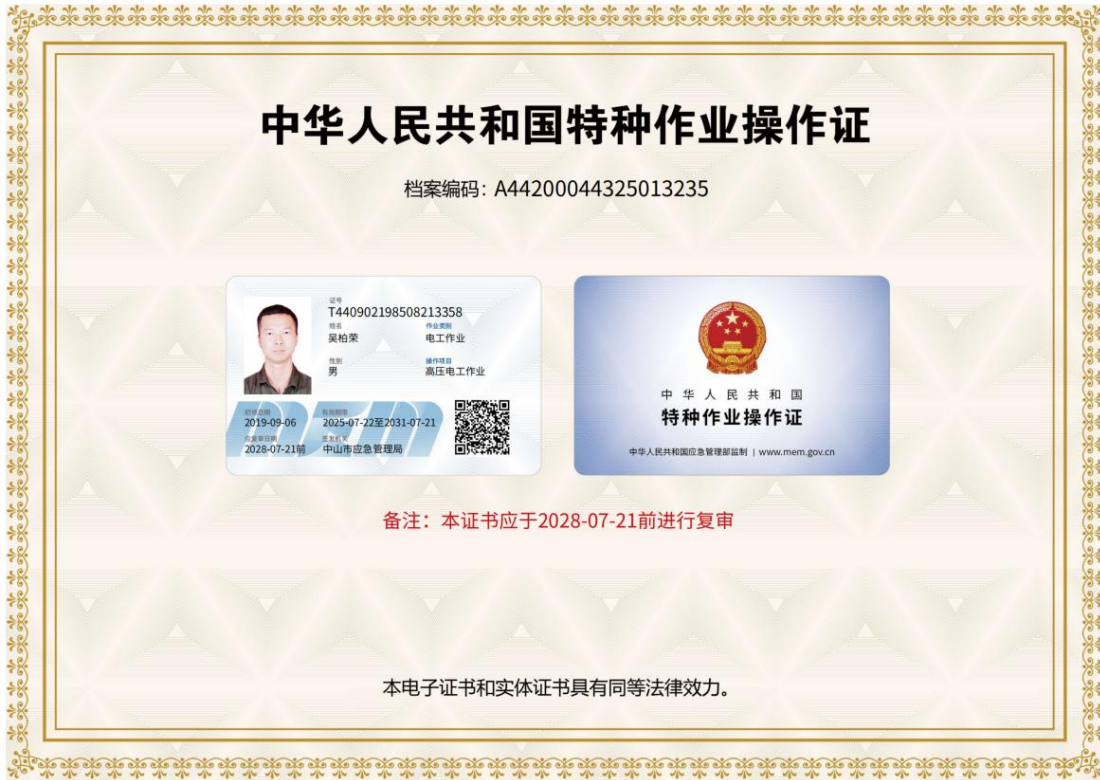 中华人民共和国特种作业操作证
档案编码：A44200044325013235
证号
T440902198508213358
姓名 作业类别
吴柏荣 电工作业
性别 操作项目
男 高压电工作业
初领日期 有效期限
2019-09-06 2025-07-22至2031-07-21
应复审日期 签发机关
2028-07-21前 中山市应急管理局
中华人民共和国
特种作业操作证
中华人民共和国应急管理部监制 | www.mem.gov.cn
备注：本证书应于2028-07-21前进行复审
本电子证书和实体证书具有同等法律效力。